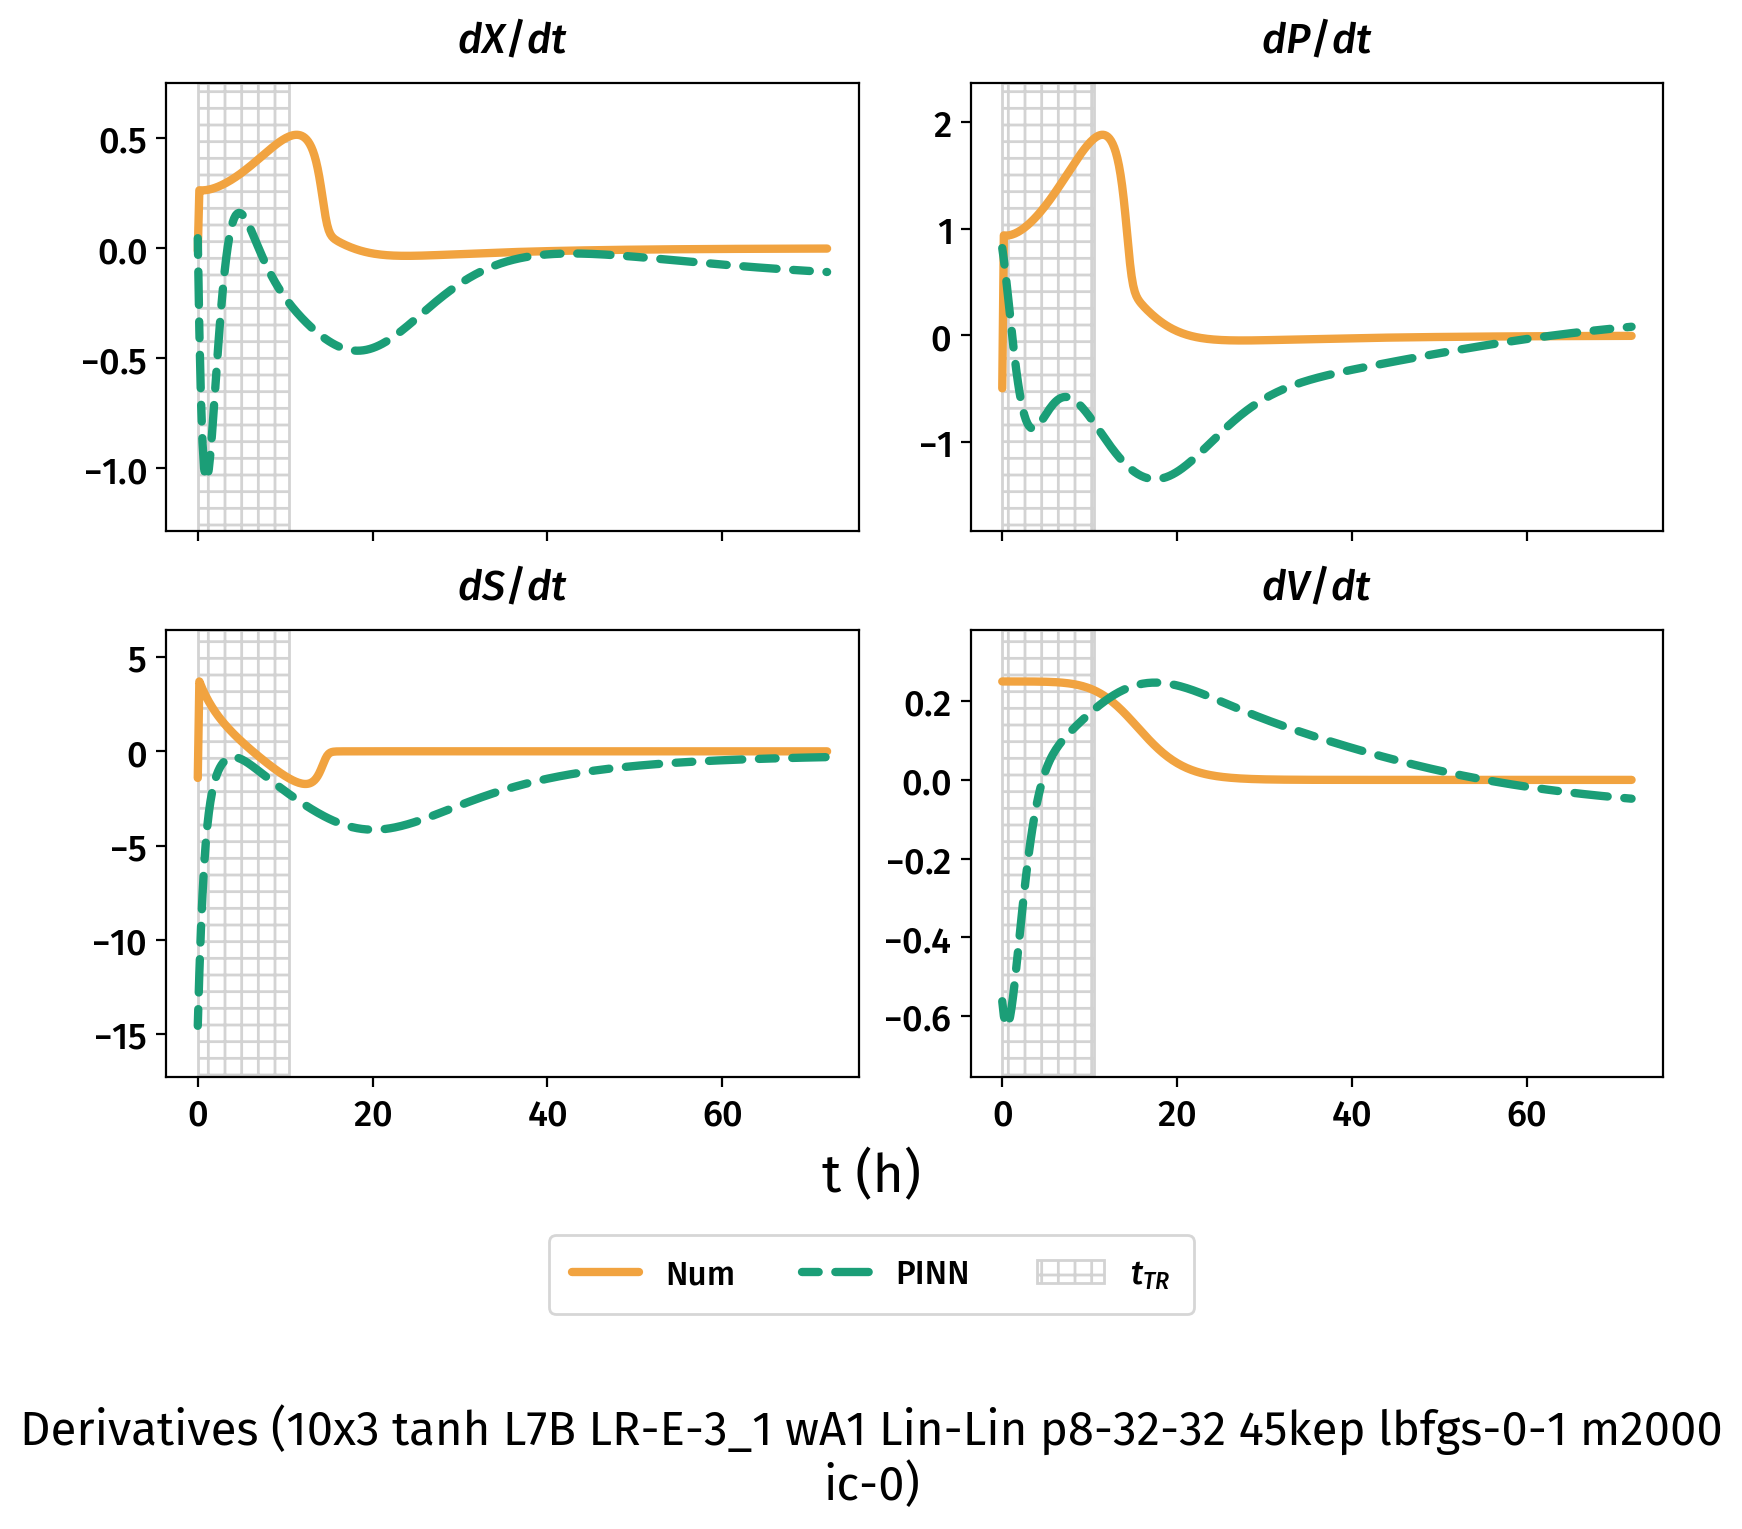 dX/dt
dP/dt
0.5
0.0
−0.5
−1.0
2
1
0
−1
dS/dt
dV/dt
5
0
−5
−10
−15
0.2
0.0
−0.2
−0.4
−0.6
0 20 40 60
0 20 40 60
t (h)
Num PINN tTR
Derivatives (10x3 tanh L7B LR-E-3_1 wA1 Lin-Lin p8-32-32 45kep lbfgs-0-1 m2000
ic-0)